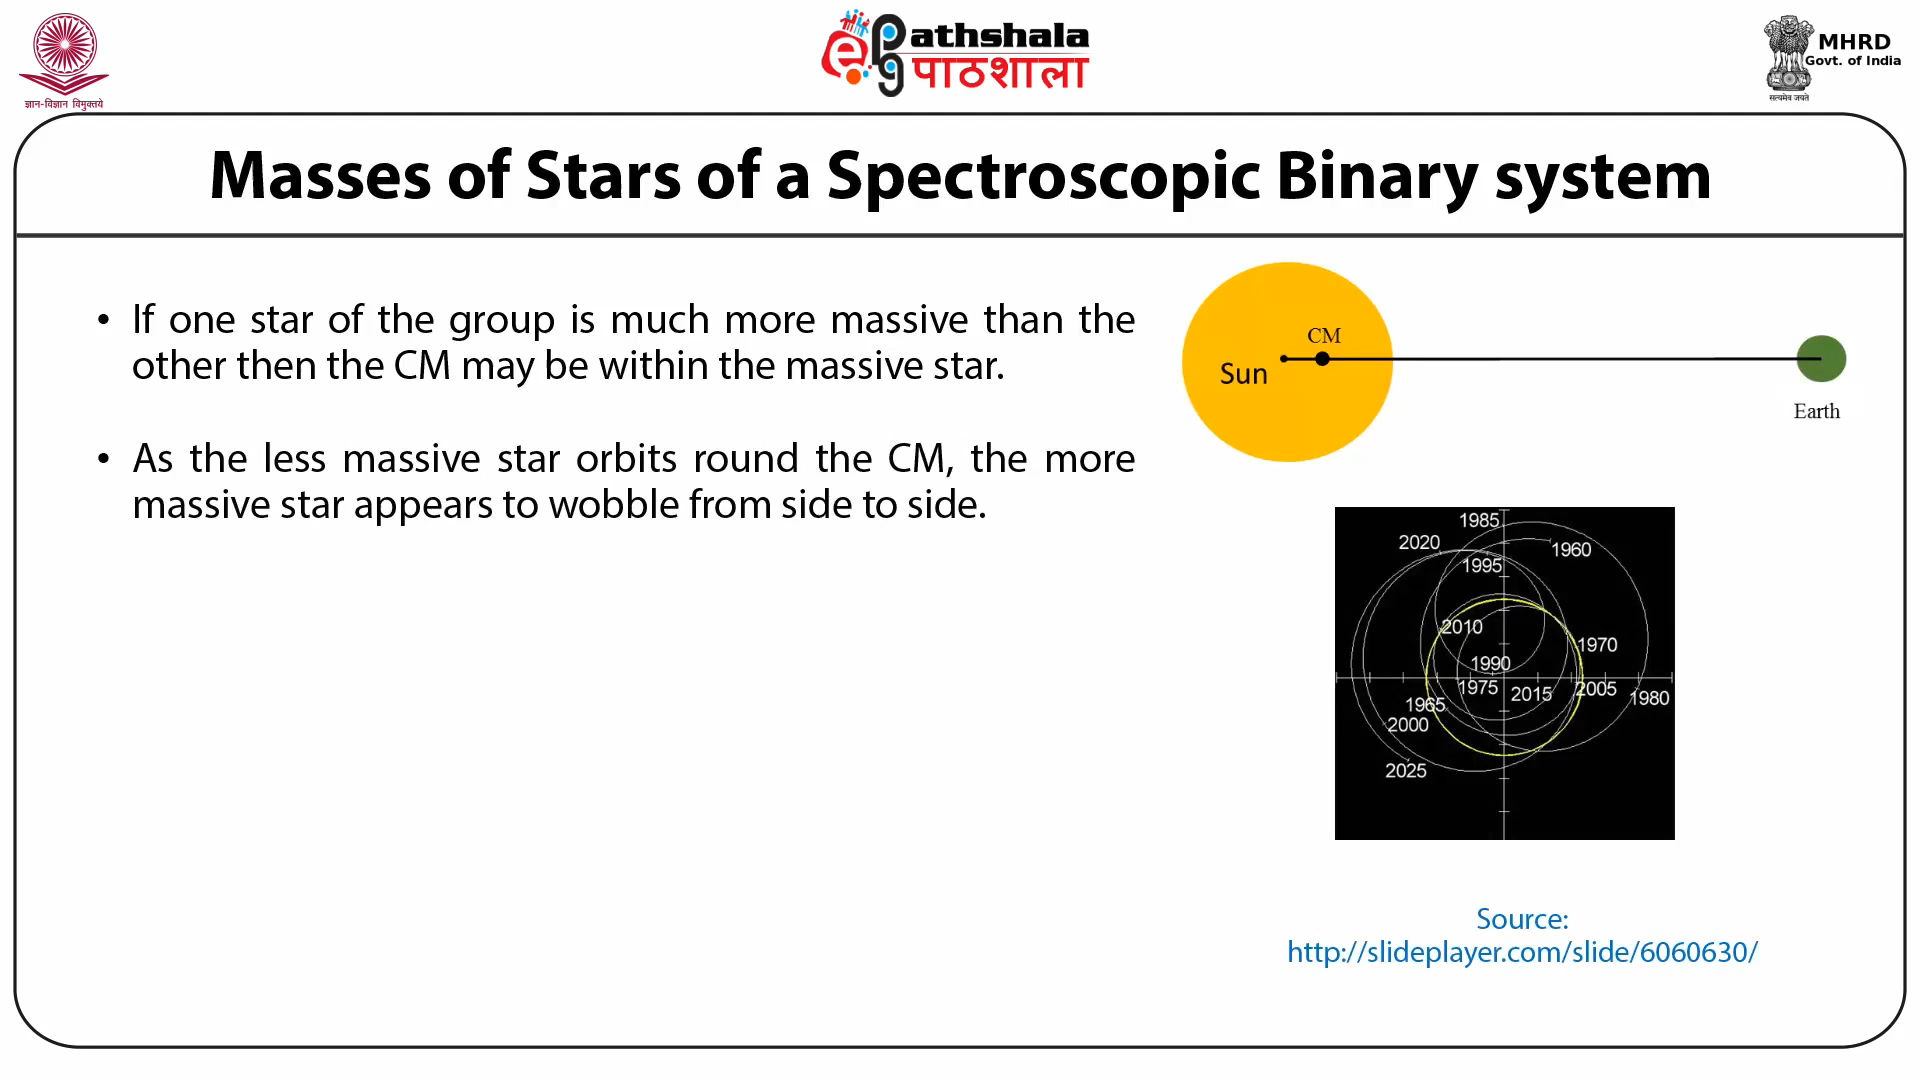 ज्ञान-विज्ञान विमुक्तये
e Pathshala
पाठशाला
MHRD
Govt. of India
सत्यमेव जयते
Masses of Stars of a Spectroscopic Binary system
• If one star of the group is much more massive than the
other then the CM may be within the massive star.
• As the less massive star orbits round the CM, the more
massive star appears to wobble from side to side.
CM
Sun
Earth
1985
2020
1960
1995
2010
1970
1990
1975
2015
2005
1980
1965
2000
2025
Source:
http://slideplayer.com/slide/6060630/